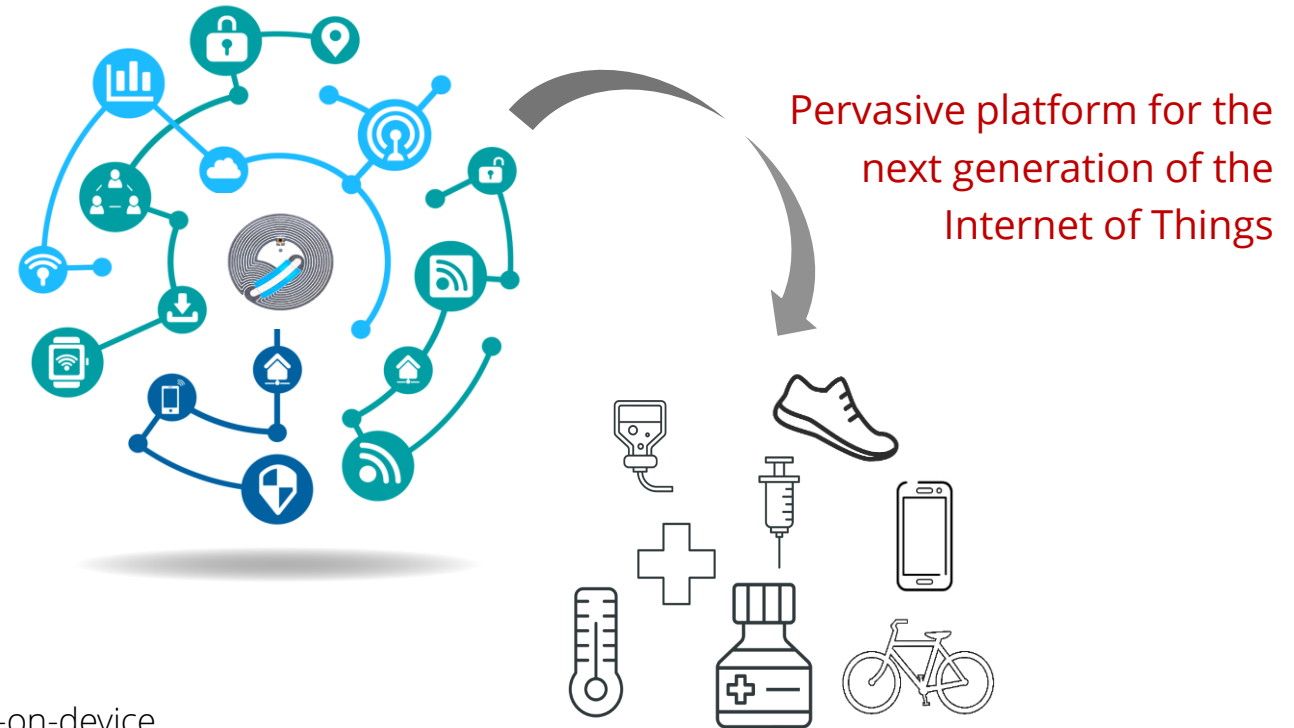 Pervasive platform for the
next generation of the
Internet of Things
-on-device